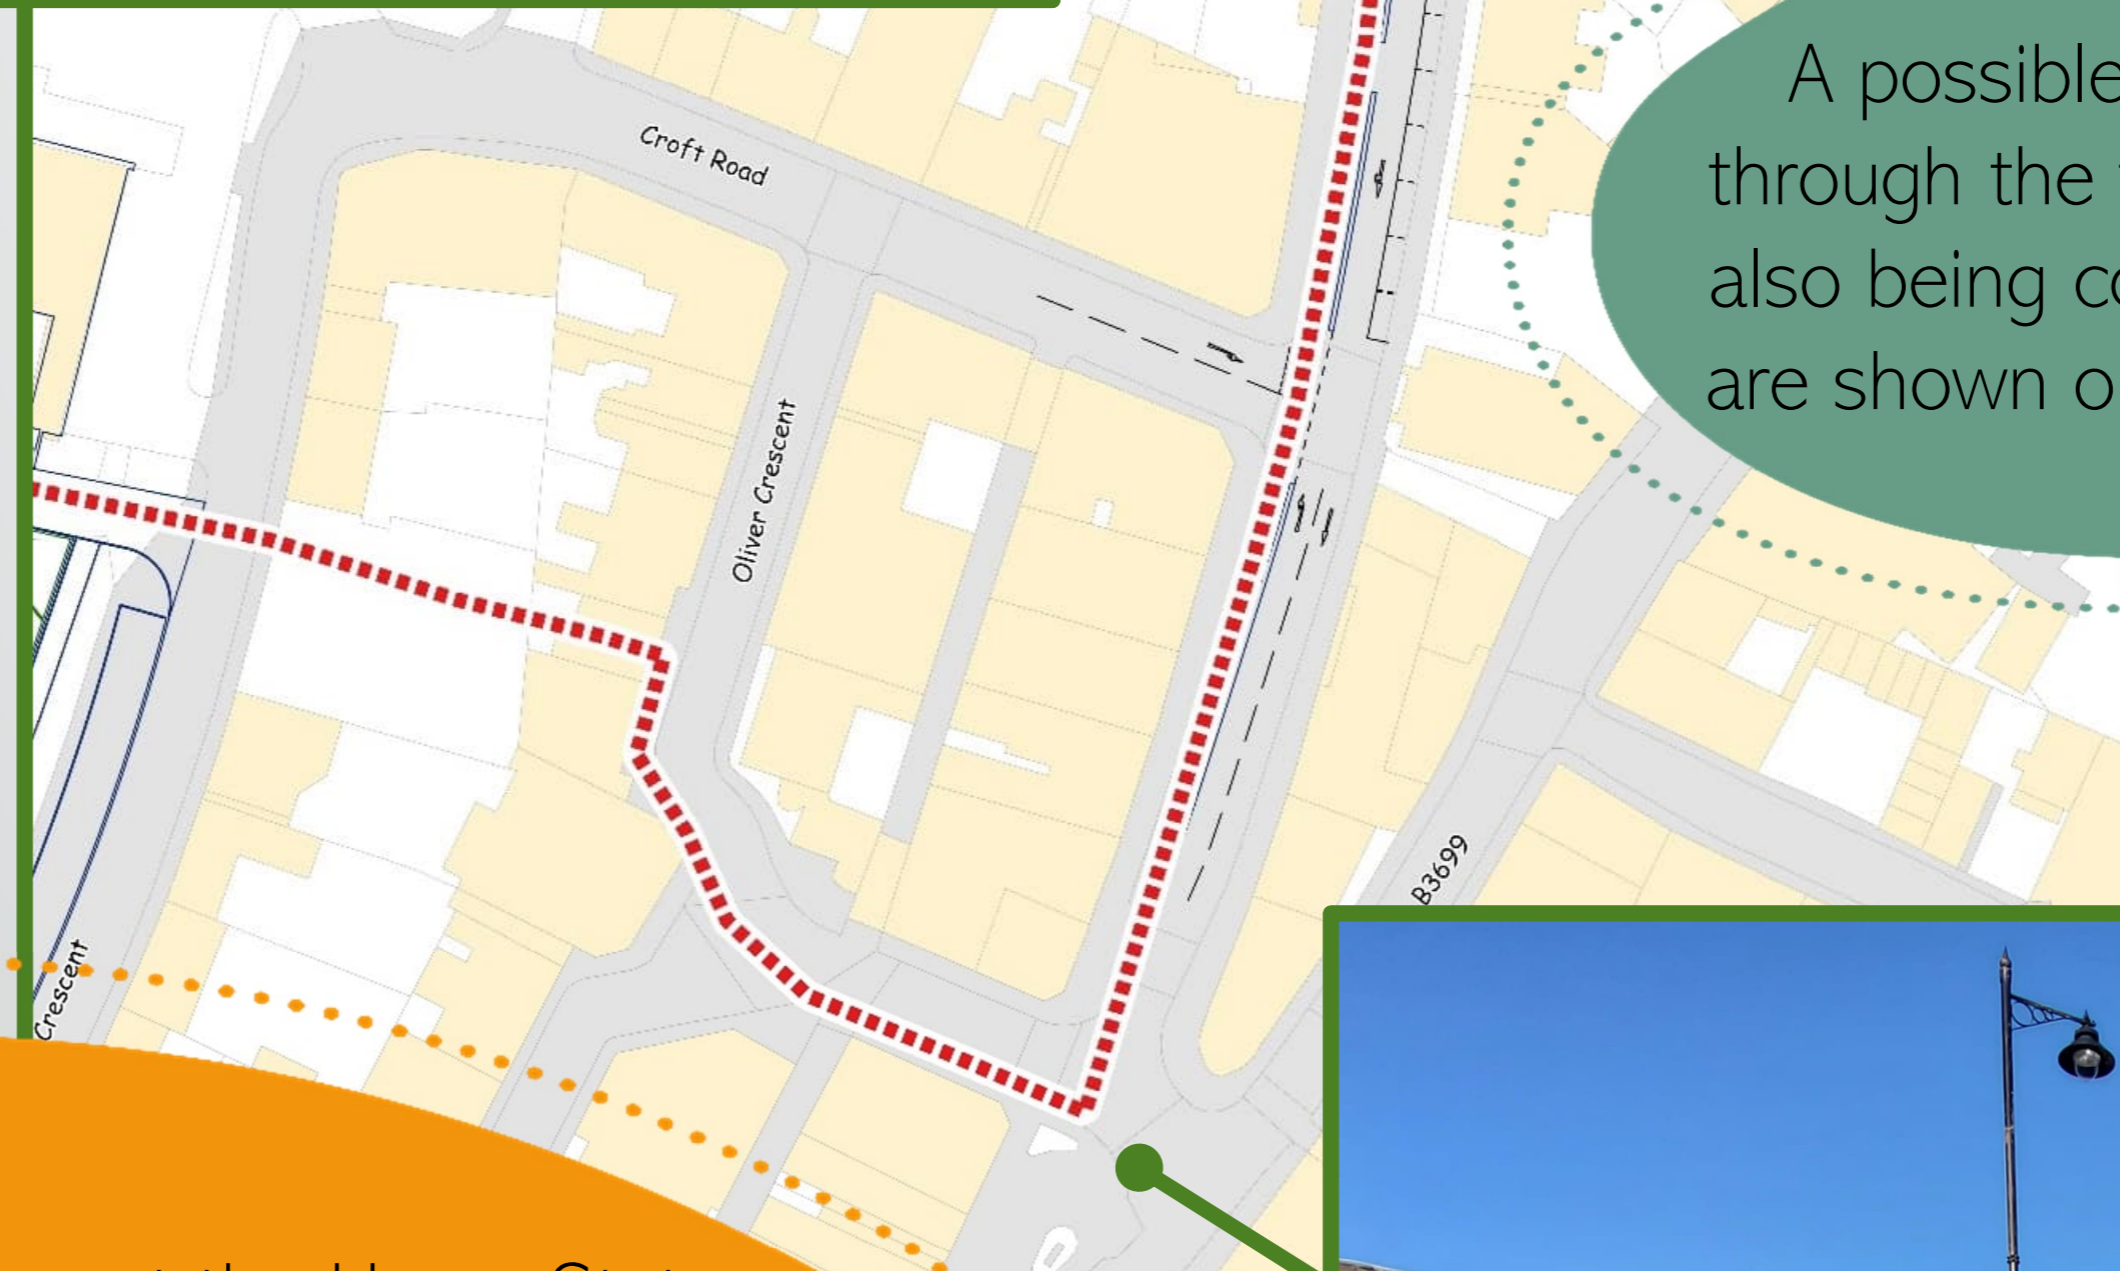 A possible
through the
also being
are shown
Croft Road
Oliver Crescent
B3699
Crescent